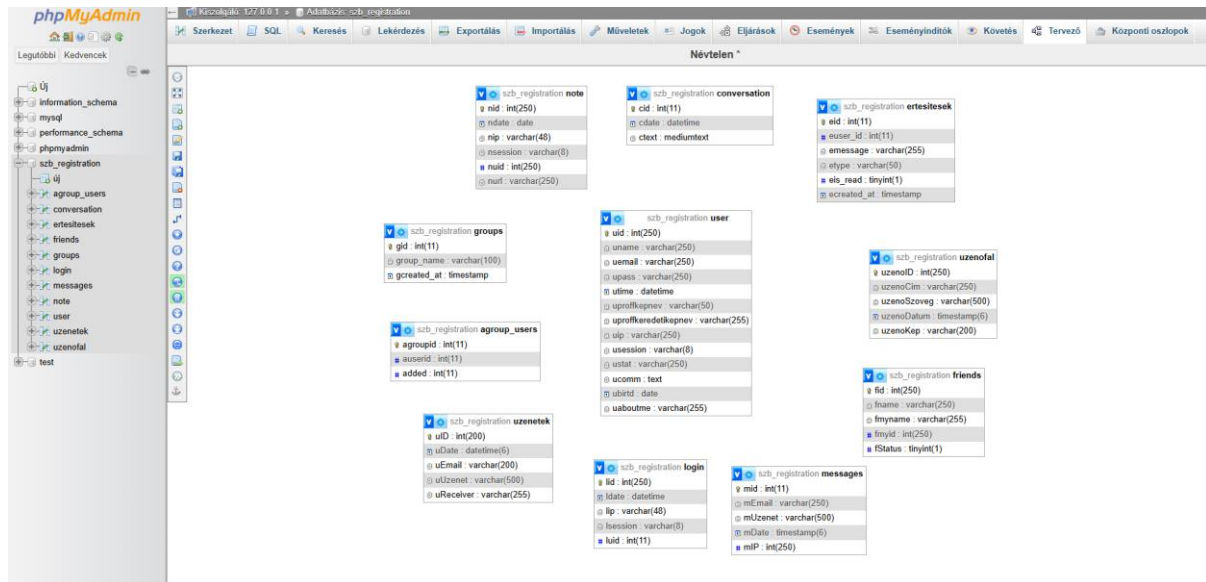 phpMyAdmin
Legutóbbi Kedvencek
Új
information_schema
mysql
performance_schema
phpmyadmin
szb_registration
új
agroup_users
conversation
ertesitesek
friends
groups
login
messages
note
user
uzenetek
uzenofal
test
Kiszolgáló: 127.0.0.1 » Adatbázis: szb_registration
Szerkezet SQL Keresés Lekérdezés Exportálás Importálás Műveletek Jogok Eljárások Események Eseményindítók Követés Tervező Központi oszlopok
Névtelen *
szb_registration note
nid : int(250)
ndate : date
nip : varchar(48)
nsession : varchar(8)
nuid : int(250)
nurl : varchar(250)
szb_registration conversation
cid : int(11)
cdate : datetime
ctext : mediumtext
szb_registration ertesitesek
eid : int(11)
euser_id : int(11)
emessage : varchar(255)
etype : varchar(50)
eis_read : tinyint(1)
ecreated_at : timestamp
szb_registration groups
gid : int(11)
group_name : varchar(100)
gcreated_at : timestamp
szb_registration user
uid : int(250)
uname : varchar(250)
uemail : varchar(250)
upass : varchar(250)
utime : datetime
uproffkepnev : varchar(50)
uproffkeredetikepnev : varchar(255)
uip : varchar(250)
usession : varchar(8)
ustat : varchar(250)
ucomm : text
ubirtd : date
uaboutme : varchar(255)
szb_registration uzenofal
uzenoID : int(250)
uzenoCim : varchar(250)
uzenoSzoveg : varchar(500)
uzenoDatum : timestamp(6)
uzenoKep : varchar(200)
szb_registration agroup_users
agroupid : int(11)
auserid : int(11)
added : int(11)
szb_registration friends
fid : int(250)
fname : varchar(250)
fmyname : varchar(255)
fmyid : int(250)
fStatus : tinyint(1)
szb_registration uzenetek
uID : int(200)
uDate : datetime(6)
uEmail : varchar(200)
uUzenet : varchar(500)
uReceiver : varchar(255)
szb_registration login
lid : int(250)
ldate : datetime
lip : varchar(48)
lsession : varchar(8)
luid : int(11)
szb_registration messages
mid : int(11)
mEmail : varchar(250)
mUzenet : varchar(500)
mDate : timestamp(6)
mIP : int(250)